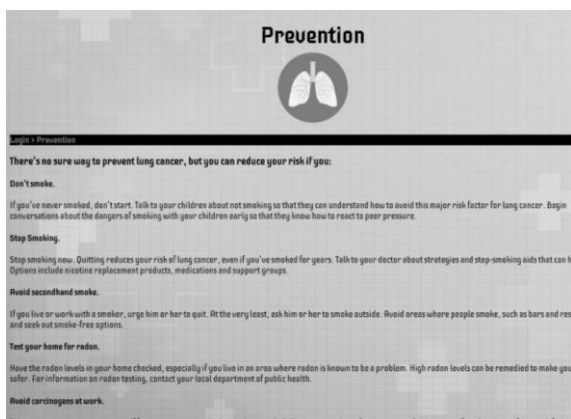 Prevention
Login > Prevention
There's no sure way to prevent lung cancer, but you can reduce your risk if you:
Don't smoke.
If you've never smoked, don't start. Talk to your children about not smoking so that they can understand how to avoid this major risk factor for lung cancer. Begin
conversations about the dangers of smoking with your children early so that they know how to react to peer pressure.
Stop Smoking.
Stop smoking now. Quitting reduces your risk of lung cancer, even if you've smoked for years. Talk to your doctor about strategies and stop-smoking aids that can h
Options include nicotine replacement products, medications and support groups.
Avoid secondhand smoke.
If you live or work with a smoker, urge him or her to quit. At the very least, ask him or her to smoke outside. Avoid areas where people smoke, such as bars and res
and seek out smoke-free options.
Test your home for radon.
Have the radon levels in your home checked, especially if you live in an area where radon is known to be a problem. High radon levels can be remedied to make you
safer. For information on radon testing, contact your local department of public health.
Avoid carcinogens at work.